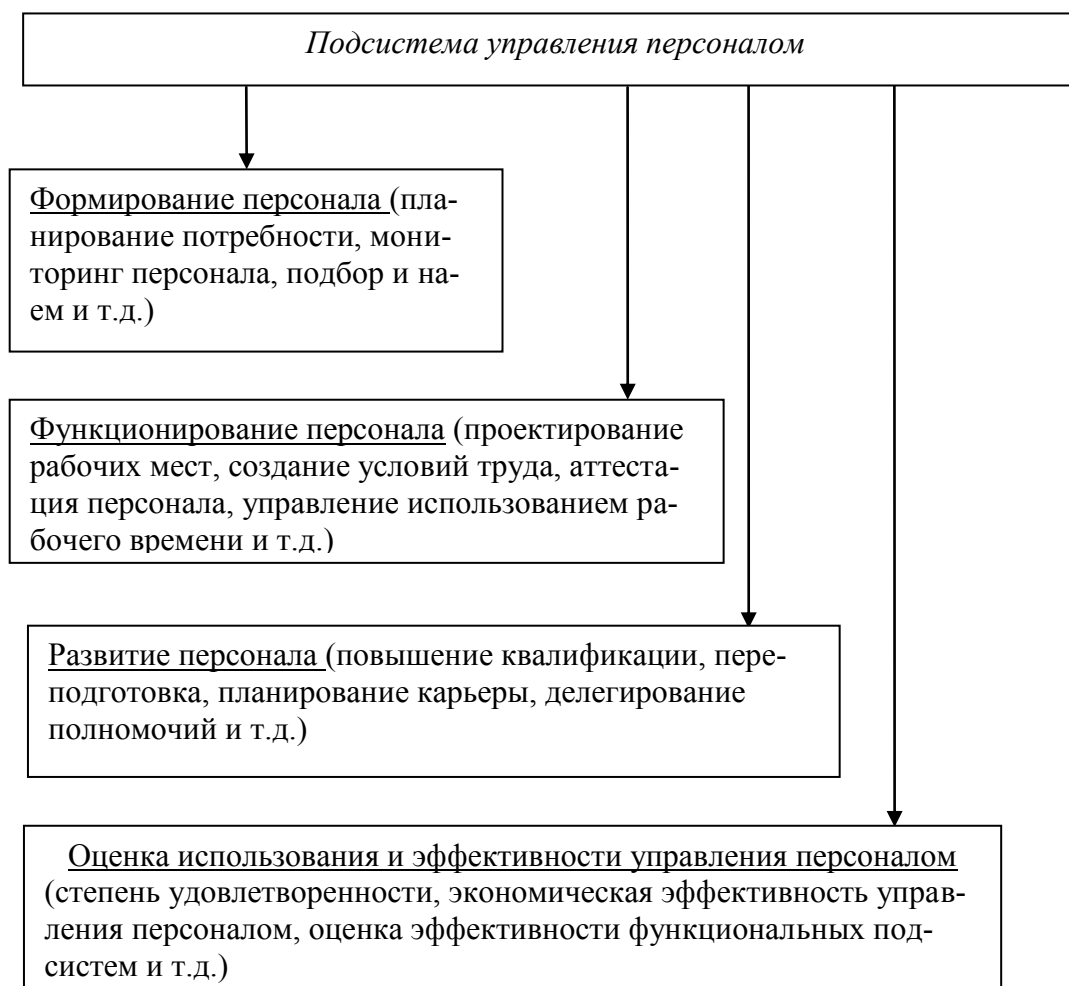 Подсистема управления персоналом
Формирование персонала (пла-
нирование потребности, мони-
торинг персонала, подбор и на-
ем и т.д.)
Функционирование персонала (проектирование
рабочих мест, создание условий труда, аттеста-
ция персонала, управление использованием ра-
бочего времени и т.д.)
Развитие персонала (повышение квалификации, пере-
подготовка, планирование карьеры, делегирование
полномочий и т.д.)
Оценка использования и эффективности управления персоналом
(степень удовлетворенности, экономическая эффективность управ-
ления персоналом, оценка эффективности функциональных под-
систем и т.д.)